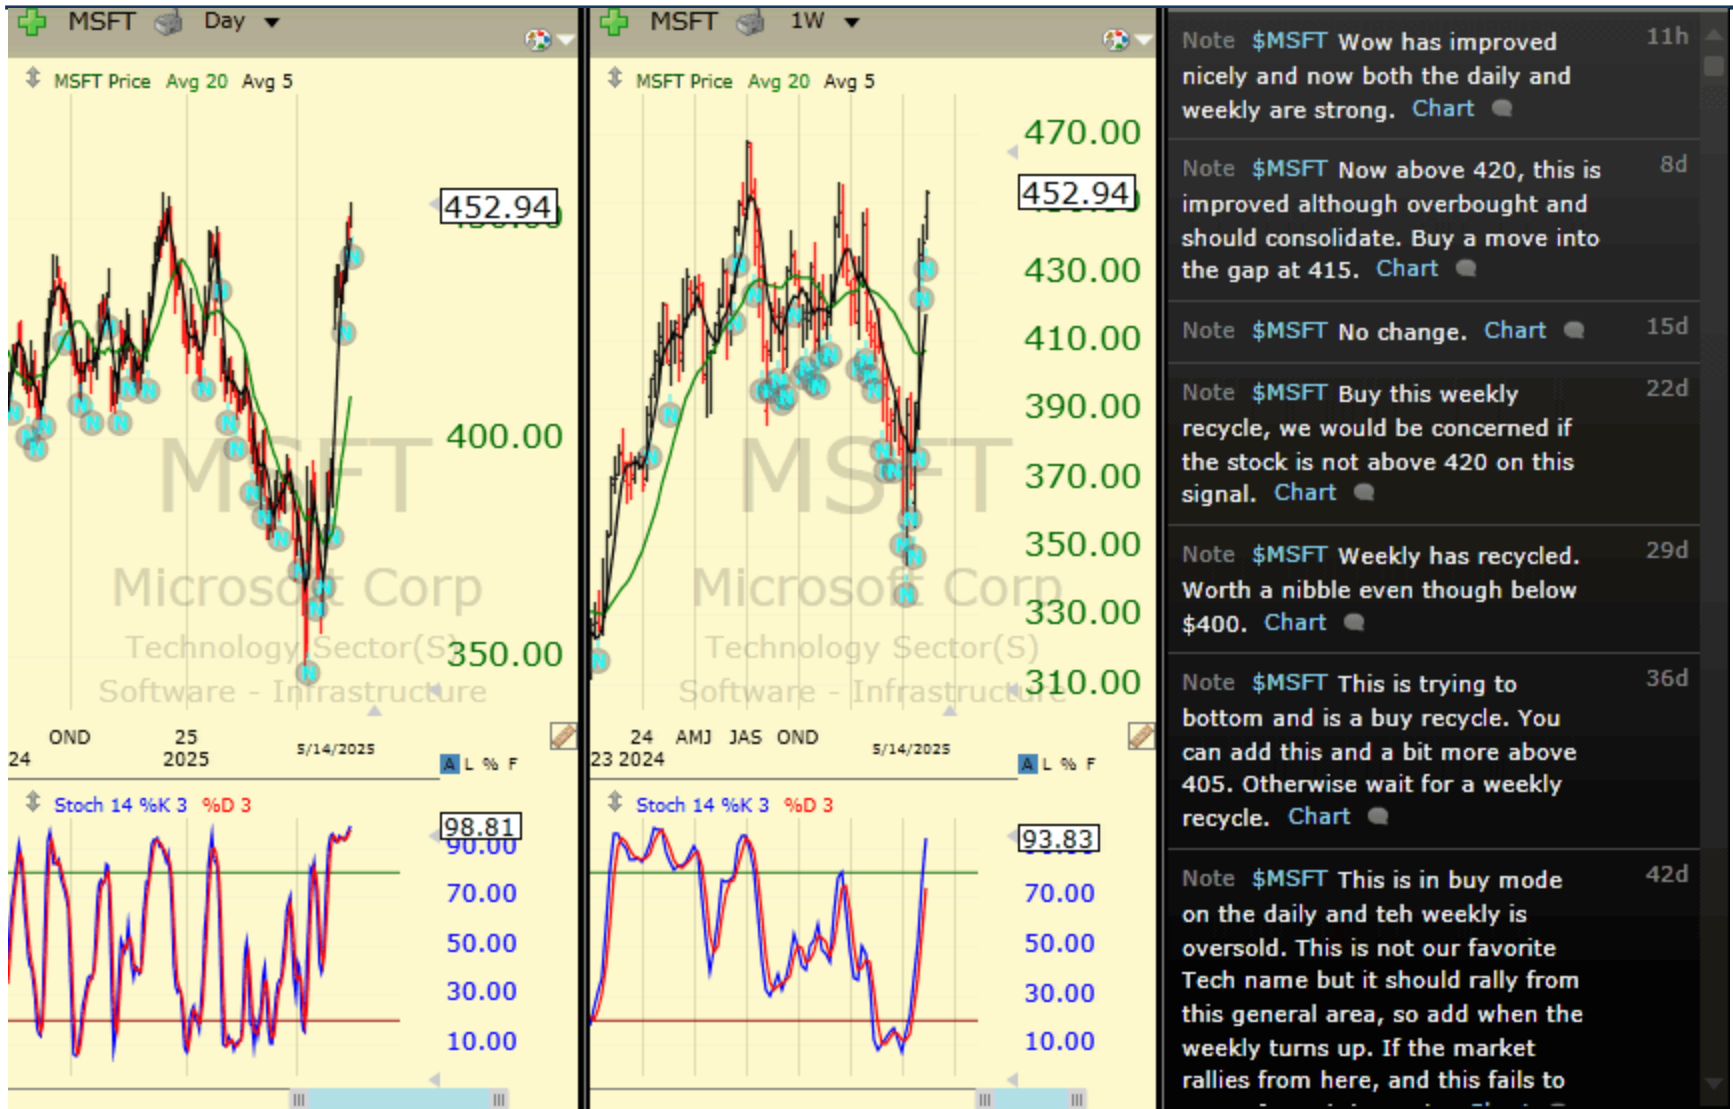 MSFT Day
MSFT Price Avg 20 Avg 5
452.94
400.00
350.00
MSFT
Microsoft Corp
Technology Sector(S)
Software - Infrastructure
OND 25
24 2025 5/14/2025
A L % F
Stoch 14 %K 3 %D 3
98.81
90.00
70.00
50.00
30.00
10.00
MSFT 1W
MSFT Price Avg 20 Avg 5
470.00
452.94
430.00
410.00
390.00
370.00
350.00
330.00
310.00
MSFT
Microsoft Corp
Technology Sector(S)
Software - Infrastructure
24 AMJ JAS OND
23 2024 5/14/2025
A L % F
Stoch 14 %K 3 %D 3
93.83
70.00
50.00
30.00
10.00
Note $MSFT Wow has improved 11h
nicely and now both the daily and
weekly are strong. Chart
Note $MSFT Now above 420, this is 8d
improved although overbought and
should consolidate. Buy a move into
the gap at 415. Chart
Note $MSFT No change. Chart 15d
Note $MSFT Buy this weekly 22d
recycle, we would be concerned if
the stock is not above 420 on this
signal. Chart
Note $MSFT Weekly has recycled. 29d
Worth a nibble even though below
$400. Chart
Note $MSFT This is trying to 36d
bottom and is a buy recycle. You
can add this and a bit more above
405. Otherwise wait for a weekly
recycle. Chart
Note $MSFT This is in buy mode 42d
on the daily and teh weekly is
oversold. This is not our favorite
Tech name but it should rally from
this general area, so add when the
weekly turns up. If the market
rallies from here, and this fails to